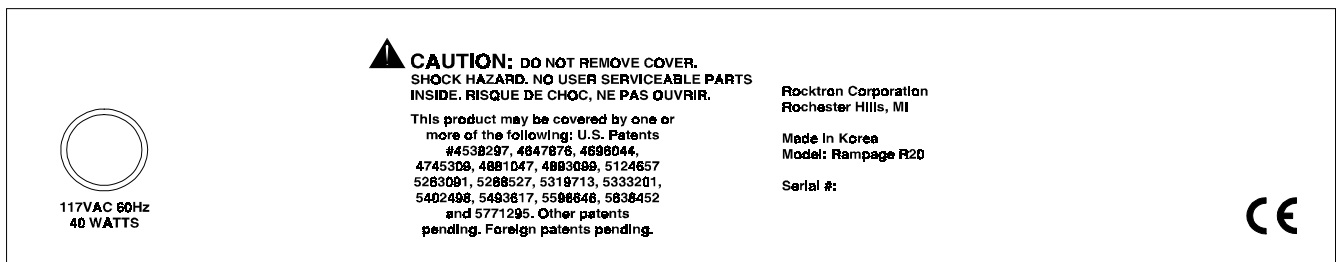 117VAC 60Hz
40 WATTS
CAUTION: DO NOT REMOVE COVER.
SHOCK HAZARD. NO USER SERVICEABLE PARTS
INSIDE. RISQUE DE CHOC, NE PAS OUVRIR.
This product may be covered by one or
more of the following: U.S. Patents
#4538297, 4647876, 4696044,
4745309, 4881047, 4893099, 5124657
5263091, 5268527, 5319713, 5333201,
5402498, 5493617, 5596646, 5638452
and 5771295. Other patents
pending. Foreign patents pending.
Rocktron Corporation
Rochester Hills, MI
Made in Korea
Model: Rampage R20
Serial #:
CE